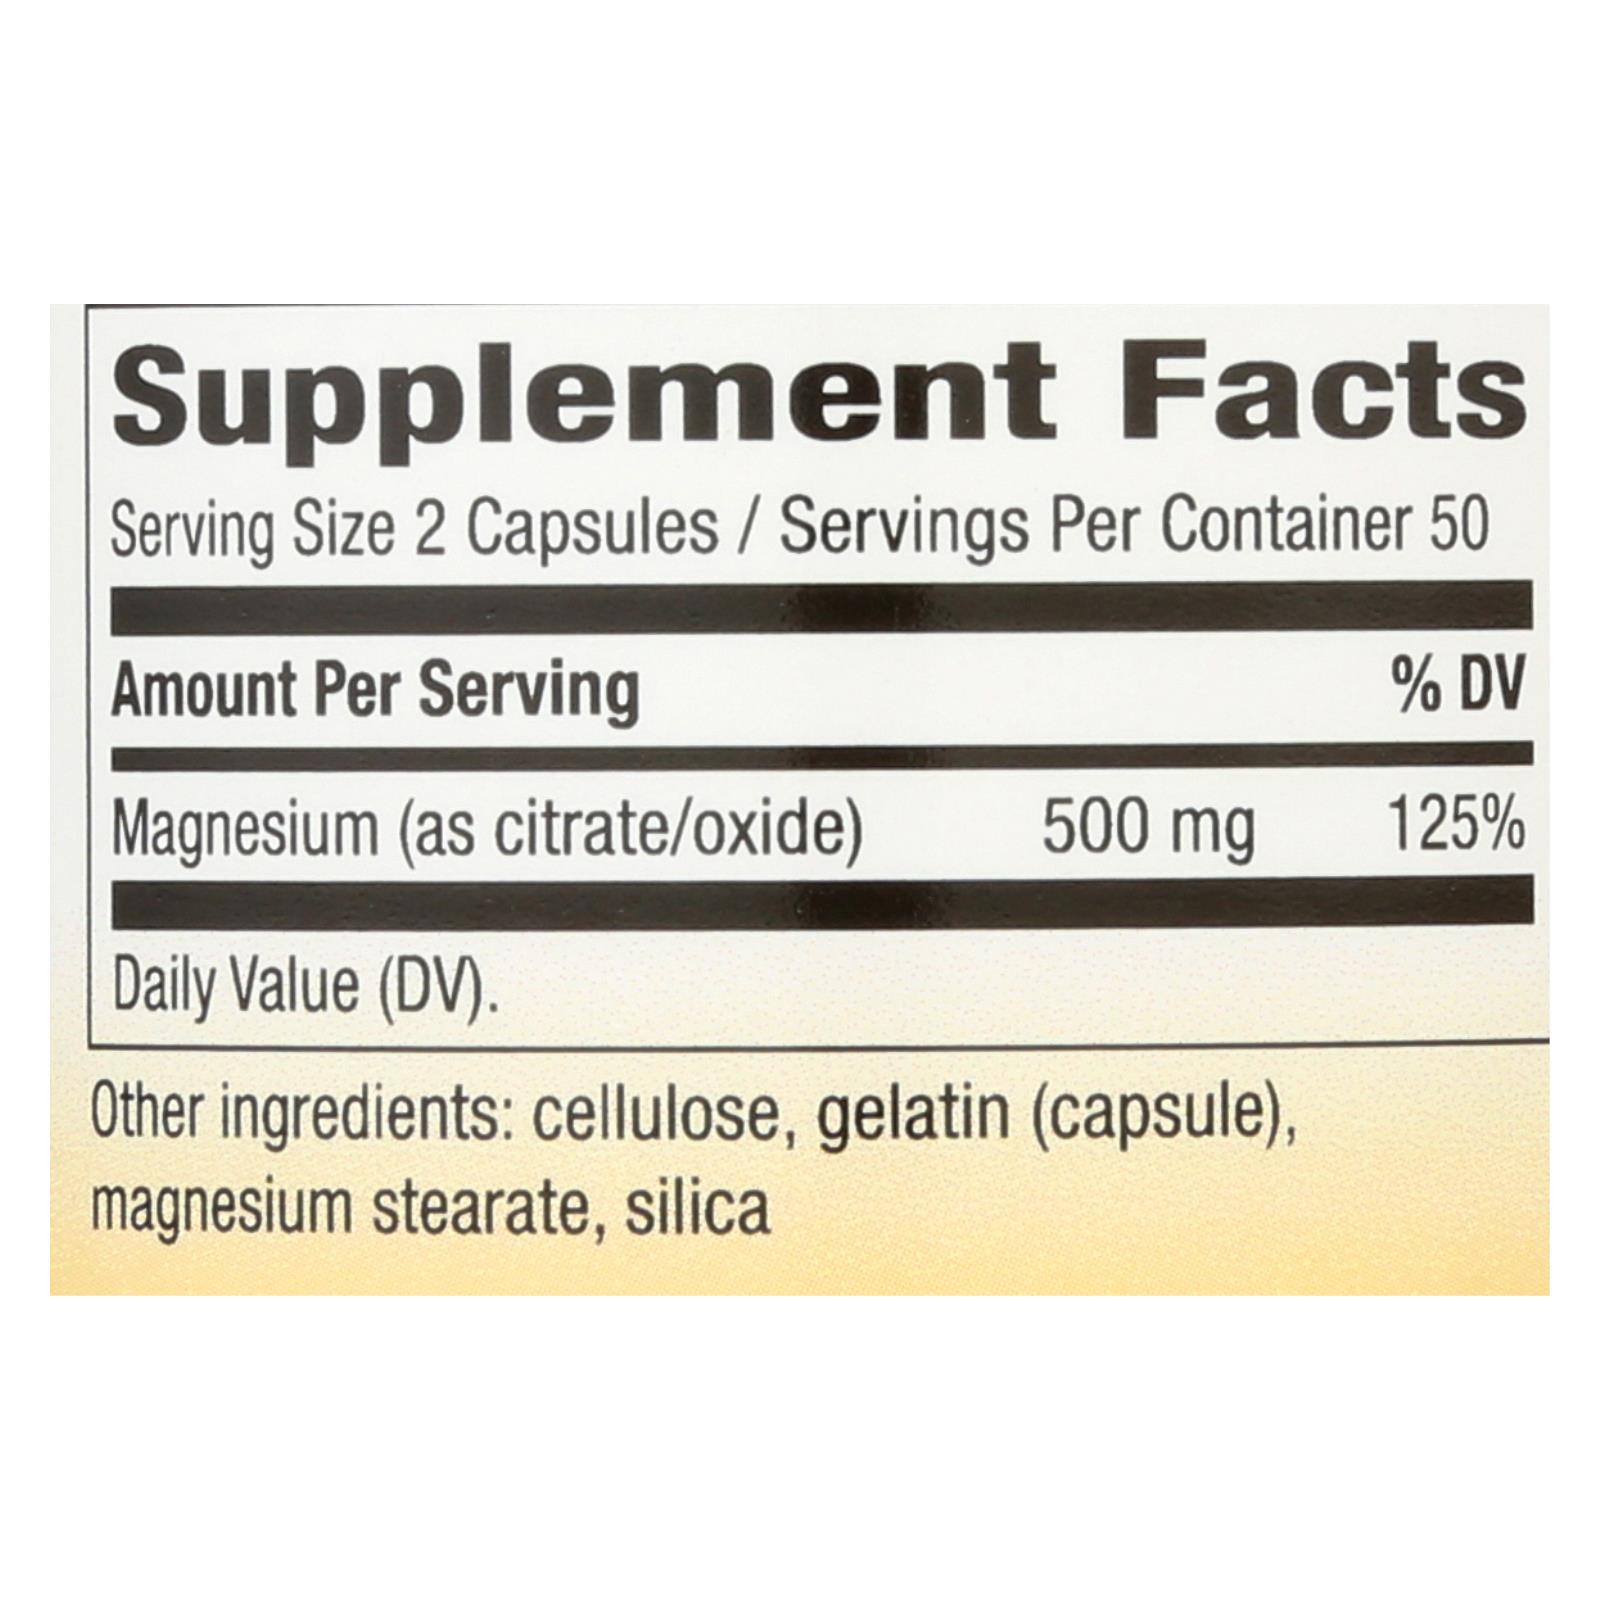 Supplement Facts
Serving Size 2 Capsules / Servings Per Container 50
Amount Per Serving % DV
Magnesium (as citrate/oxide) 500 mg 125%
Daily Value (DV).
Other ingredients: cellulose, gelatin (capsule),
magnesium stearate, silica